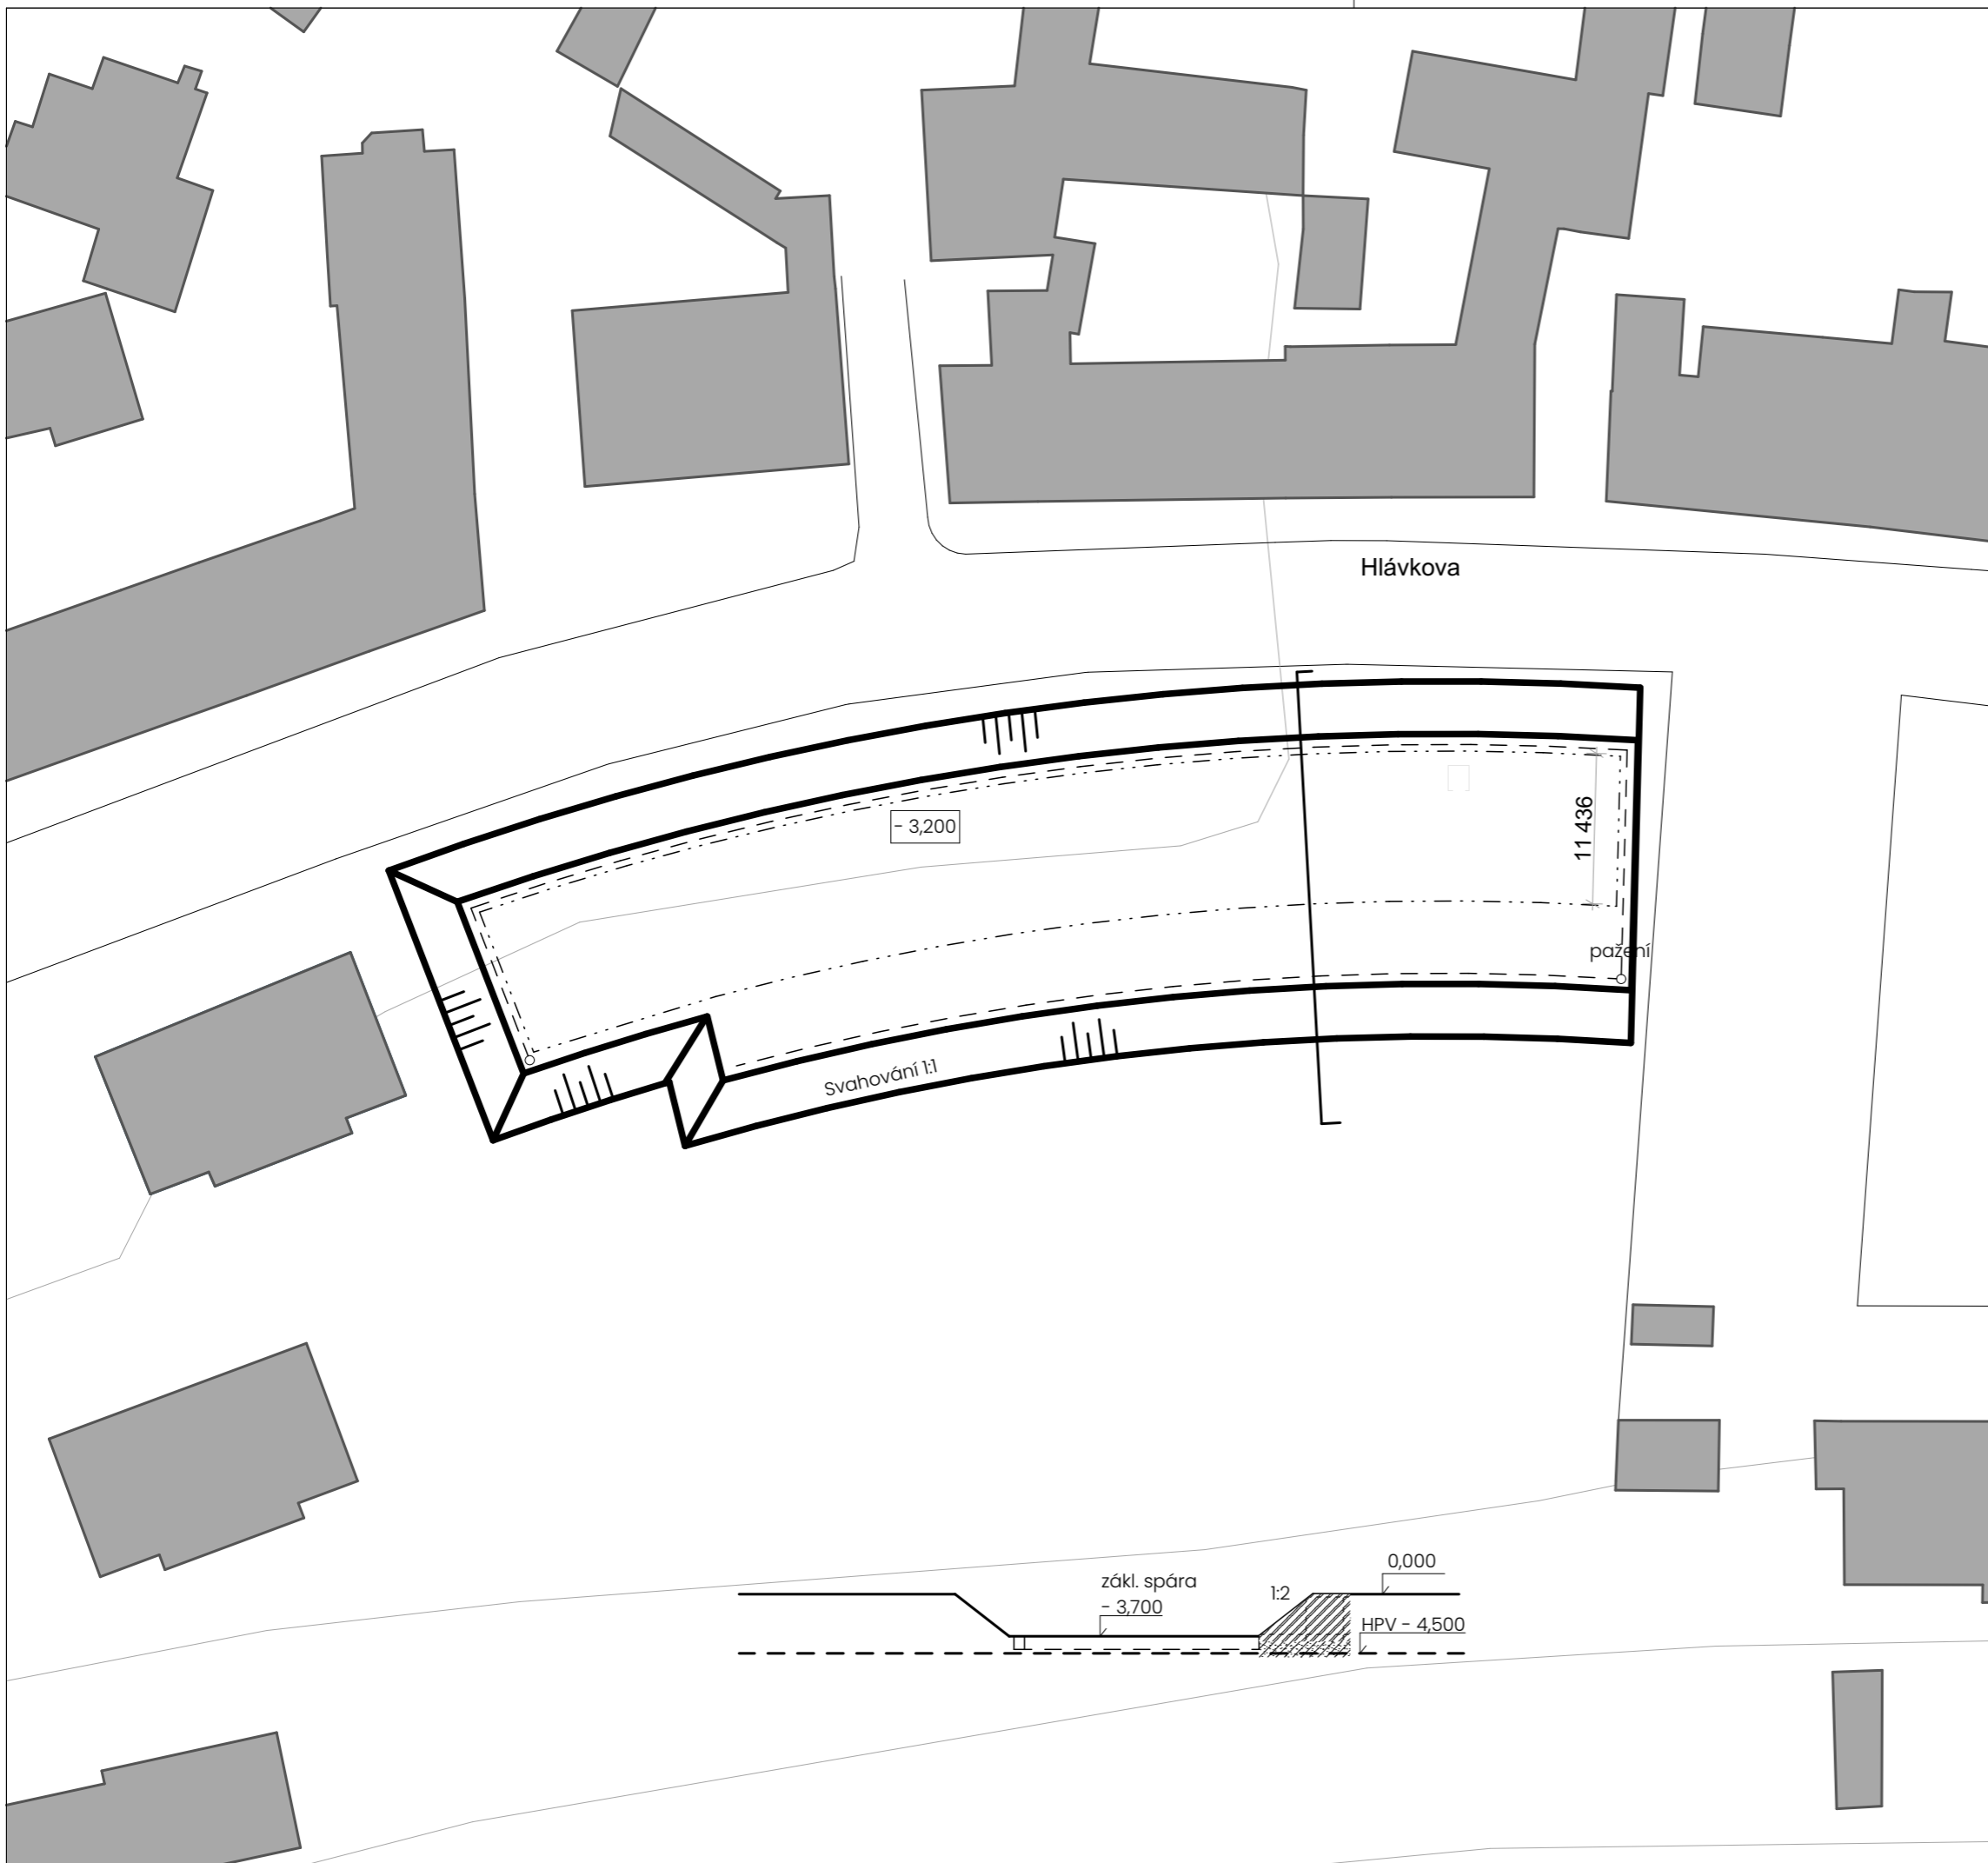 Hlávkova
- 3,200
11 436
pažení
Svahování 1:1
0,000
zákl. spára
1:2
- 3,700
HPV - 4,500